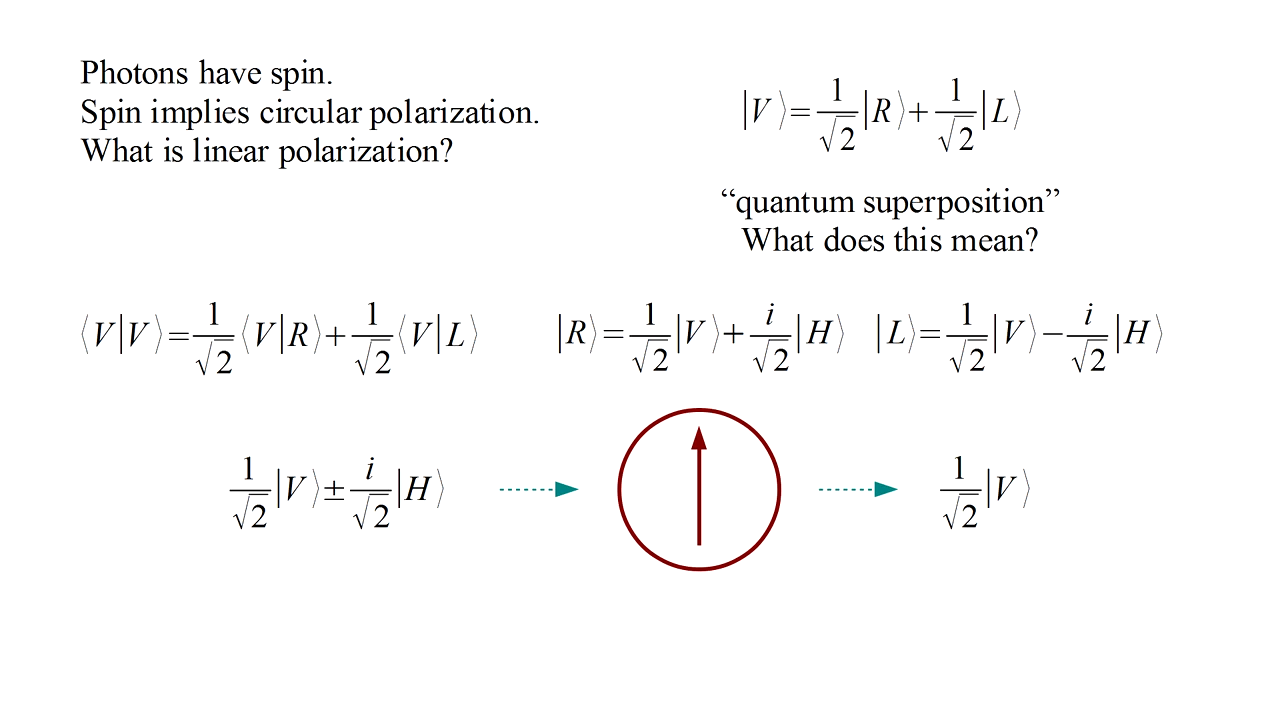 Photons have spin.
Spin implies circular polarization.
What is linear polarization?
|V⟩=1/√2|R⟩+1/√2|L⟩
“quantum superposition”
What does this mean?
⟨V|V⟩=1/√2⟨V|R⟩+1/√2⟨V|L⟩
|R⟩=1/√2|V⟩+i/√2|H⟩ |L⟩=1/√2|V⟩−i/√2|H⟩
1/√2|V⟩±i/√2|H⟩
1/√2|V⟩